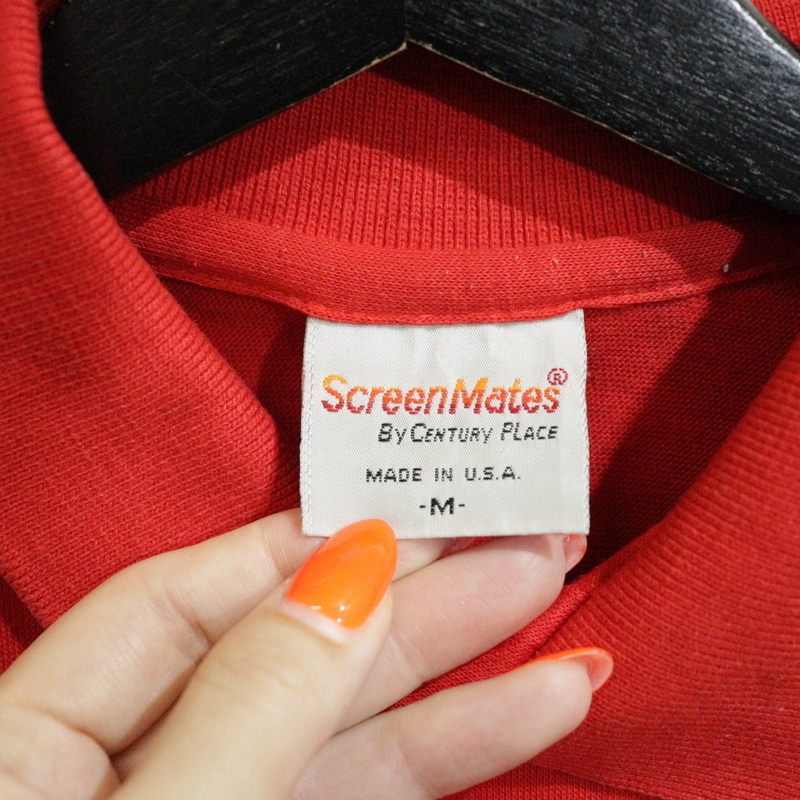 ScreenMates®
By Century Place
MADE IN U.S.A.
-M-